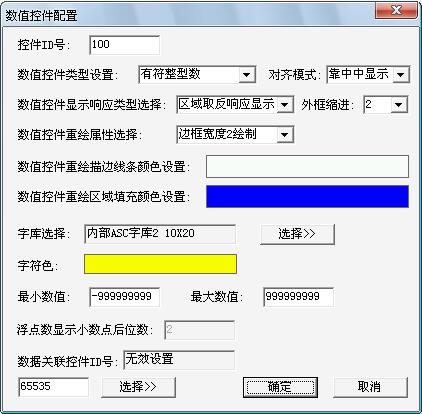 数值控件配置
控件ID号: 100
数值控件类型设置: 有符整型数 对齐模式: 靠中中显示
数值控件显示响应类型选择: 区域取反响应显示 外框缩进: 2
数值控件重绘属性选择: 边框宽度2绘制
数值控件重绘描边线条颜色设置:
数值控件重绘区域填充颜色设置:
字库选择: 内部ASC字库2 10X20 选择>>
字符色:
最小数值: -999999999 最大数值: 999999999
浮点数显示小数点后位数: 2
数据关联控件ID号: 无效设置
65535 选择>> 确定 取消